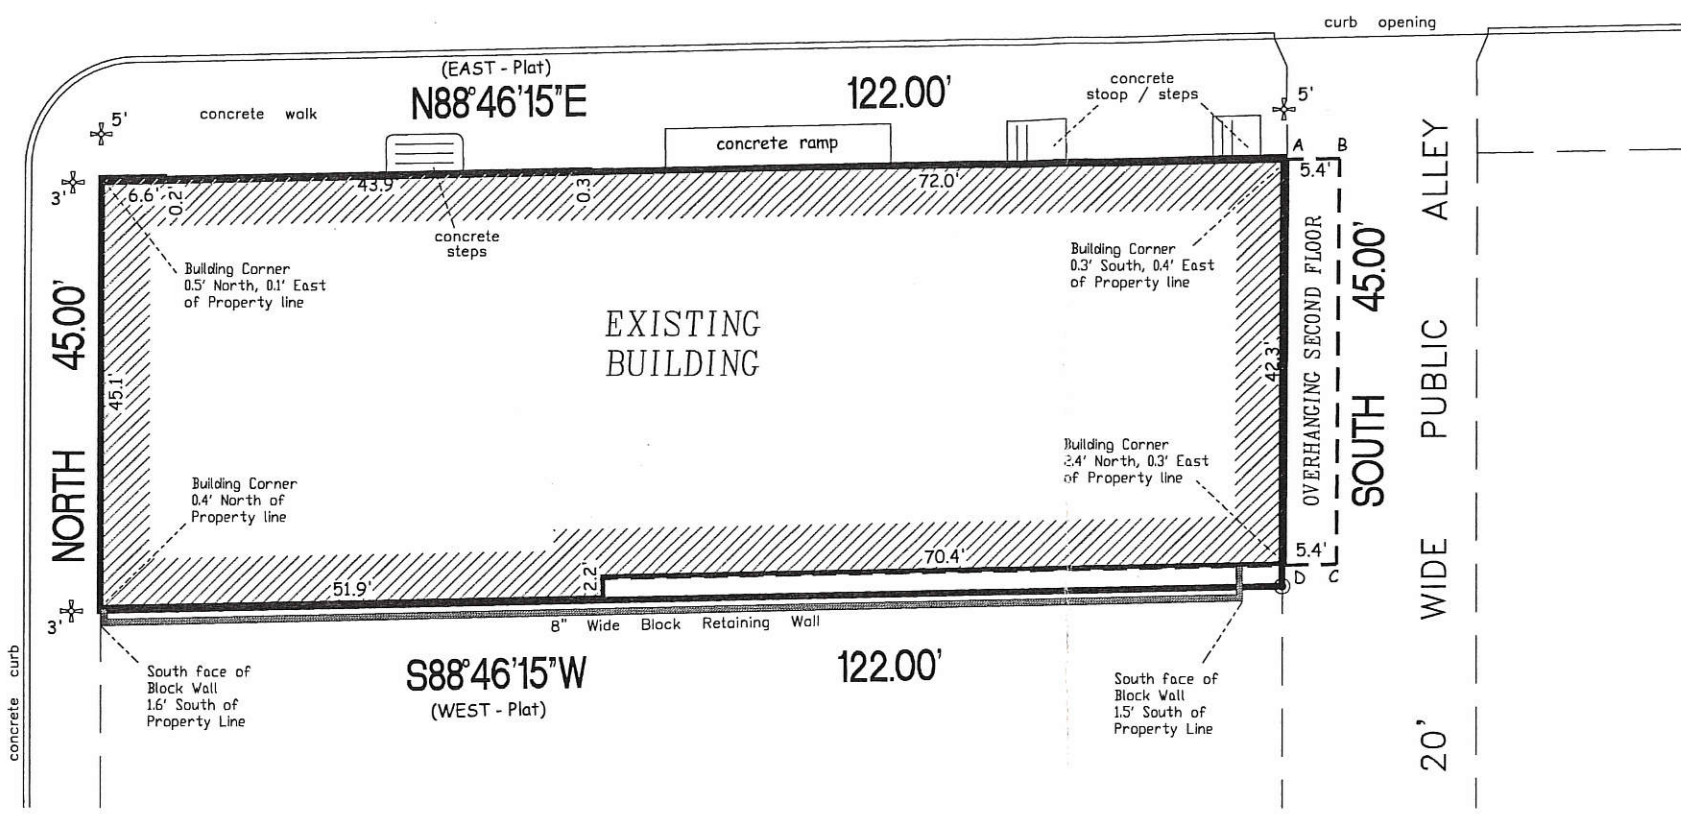 curb opening
(EAST - Plat)
N88°46'15"E
122.00'
concrete
stoop / steps
5'
concrete walk
5'
concrete ramp
A B
3'
6.6'
0.2'
43.9'
0.3'
72.0'
5.4'
concrete
steps
Building Corner
0.5' North, 0.1' East
of Property line
Building Corner
0.3' South, 0.4' East
of Property line
EXISTING
BUILDING
NORTH 45.00'
45.1'
42.3'
OVERHANGING SECOND FLOOR
SOUTH 45.00'
20' WIDE PUBLIC ALLEY
Building Corner
0.4' North of
Property line
Building Corner
2.4' North, 0.3' East
of Property line
51.9'
2.2'
70.4'
5.4'
D C
3'
8" Wide Block Retaining Wall
S88°46'15"W
(WEST - Plat)
122.00'
South face of
Block Wall
1.6' South of
Property Line
South face of
Block Wall
1.5' South of
Property Line
concrete curb